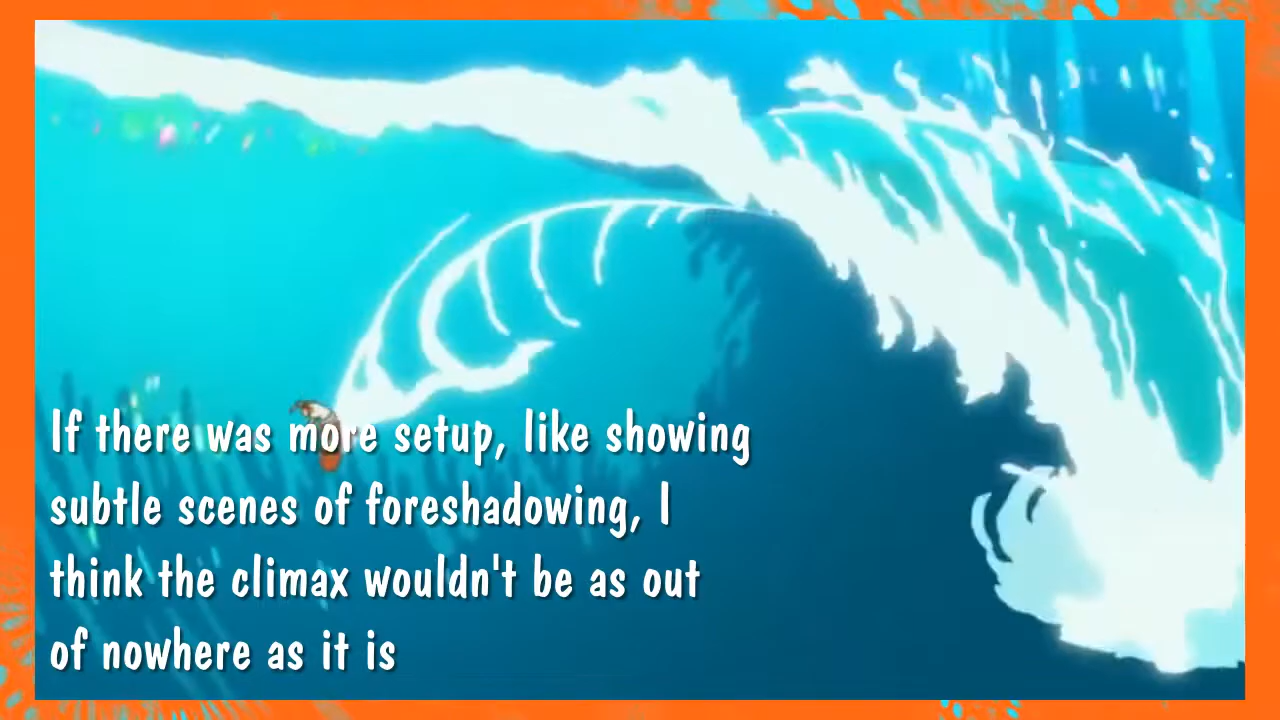 If there was more setup, like showing
subtle scenes of foreshadowing, I
think the climax wouldn't be as out
of nowhere as it is